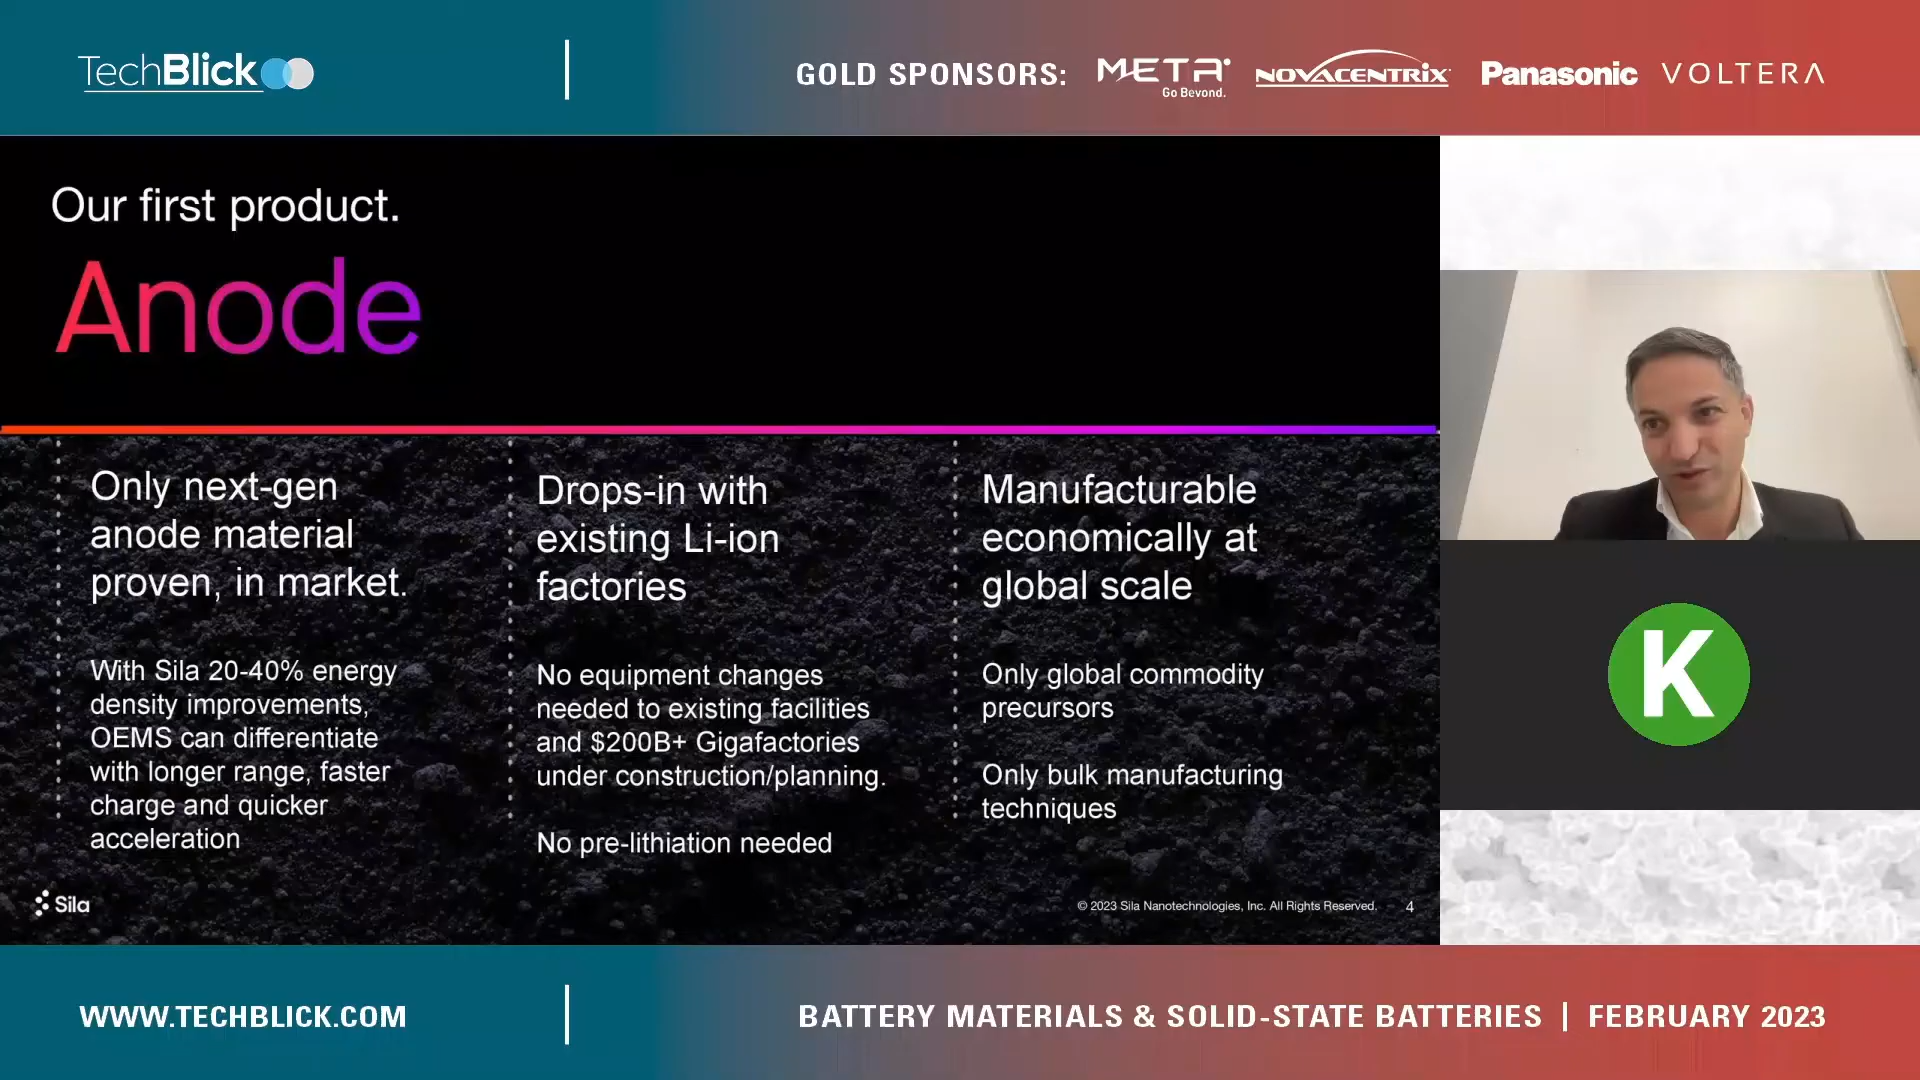 TechBlick
GOLD SPONSORS:
META
Go Beyond.
NOVACENTRIX
Panasonic
VOLTERA
Our first product.
Anode
Only next-gen
anode material
proven, in market.
With Sila 20-40% energy
density improvements,
OEMS can differentiate
with longer range, faster
charge and quicker
acceleration
Drops-in with
existing Li-ion
factories
No equipment changes
needed to existing facilities
and $200B+ Gigafactories
under construction/planning.
No pre-lithiation needed
Manufacturable
economically at
global scale
Only global commodity
precursors
Only bulk manufacturing
techniques
Sila
© 2023 Sila Nanotechnologies, Inc. All Rights Reserved.
4
K
WWW.TECHBLICK.COM
BATTERY MATERIALS & SOLID-STATE BATTERIES | FEBRUARY 2023